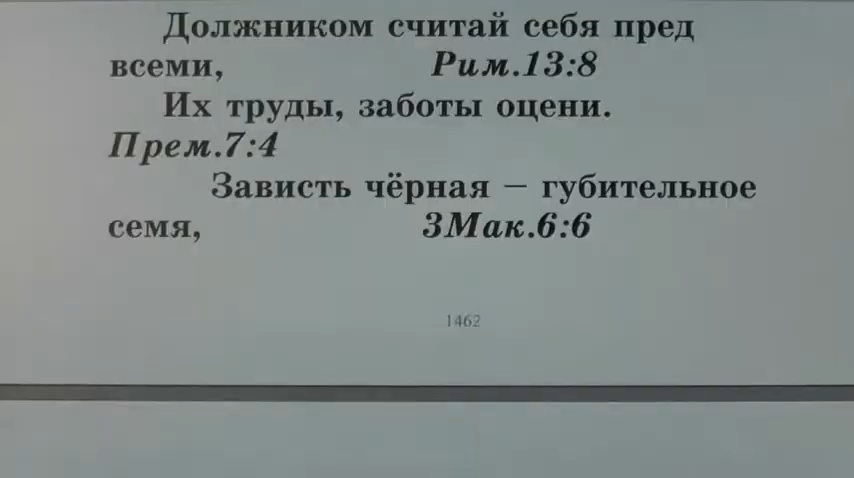 Должником считай себя пред
всеми, Рим.13:8
Их труды, заботы оцени.
Прем.7:4
Зависть чёрная – губительное
семя, 3Мак.6:6
1462